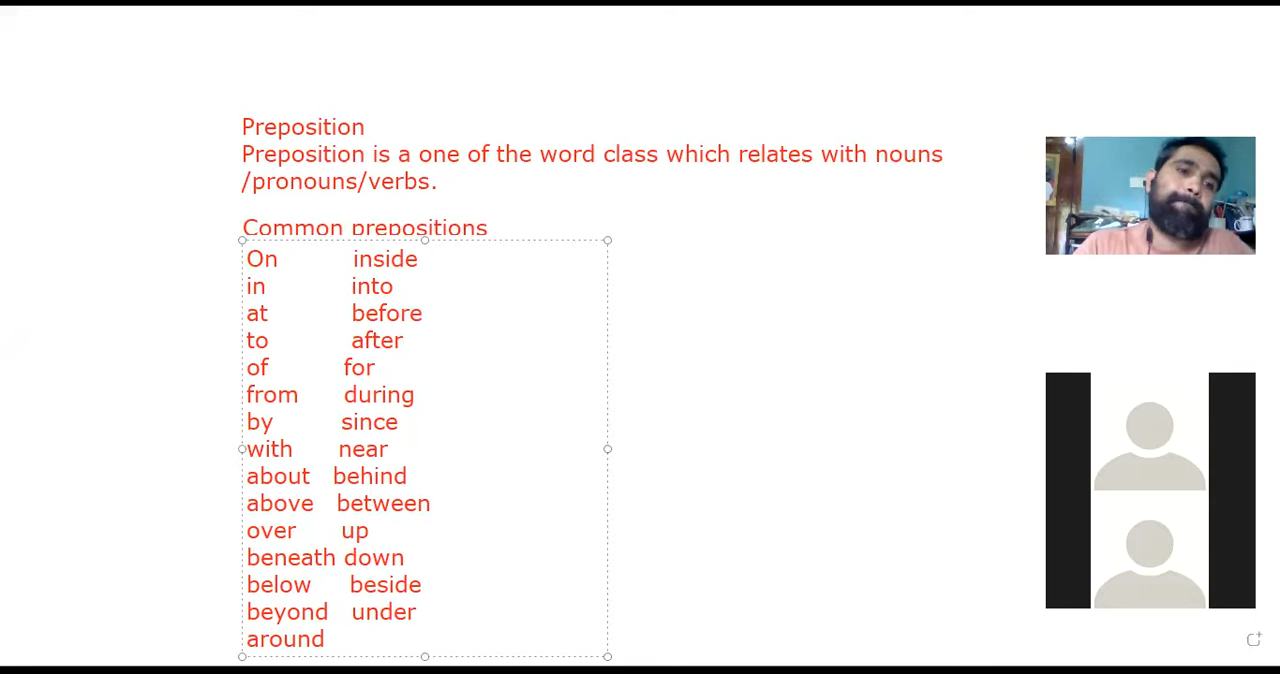 Preposition
Preposition is a one of the word class which relates with nouns
/pronouns/verbs.
Common prepositions
On inside
in into
at before
to after
of for
from during
by since
with near
about behind
above between
over up
beneath down
below beside
beyond under
around